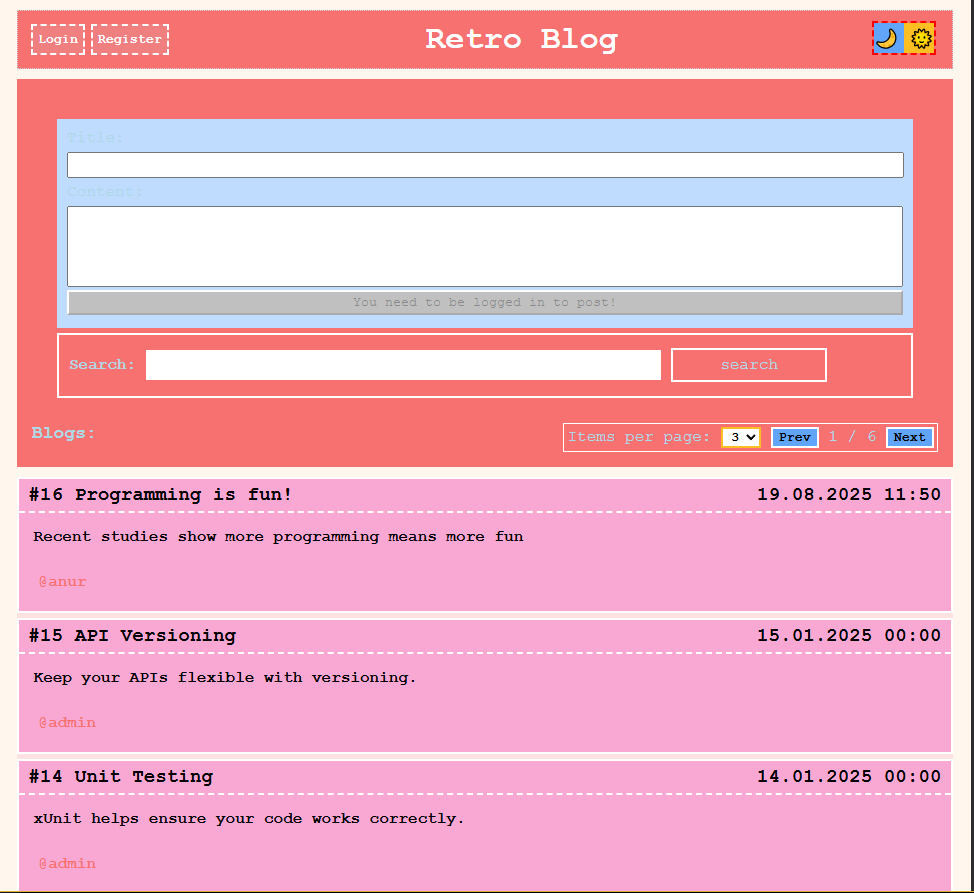 Login Register Retro Blog
Title:
Content:
You need to be logged in to post!
Search: search
Blogs: Items per page: 3 Prev 1 / 6 Next
#16 Programming is fun! 19.08.2025 11:50
Recent studies show more programming means more fun
@anur
#15 API Versioning 15.01.2025 00:00
Keep your APIs flexible with versioning.
@admin
#14 Unit Testing 14.01.2025 00:00
xUnit helps ensure your code works correctly.
@admin